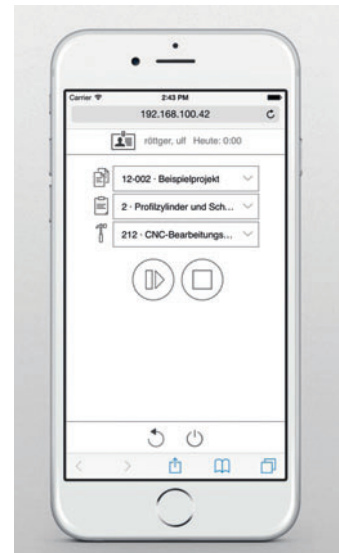 Carrier 2:43 PM
192.168.100.42
röttger, ulf Heute: 0:00
12-002 · Beispielprojekt
2 · Profilzylinder und Sch...
212 · CNC-Bearbeitungs...